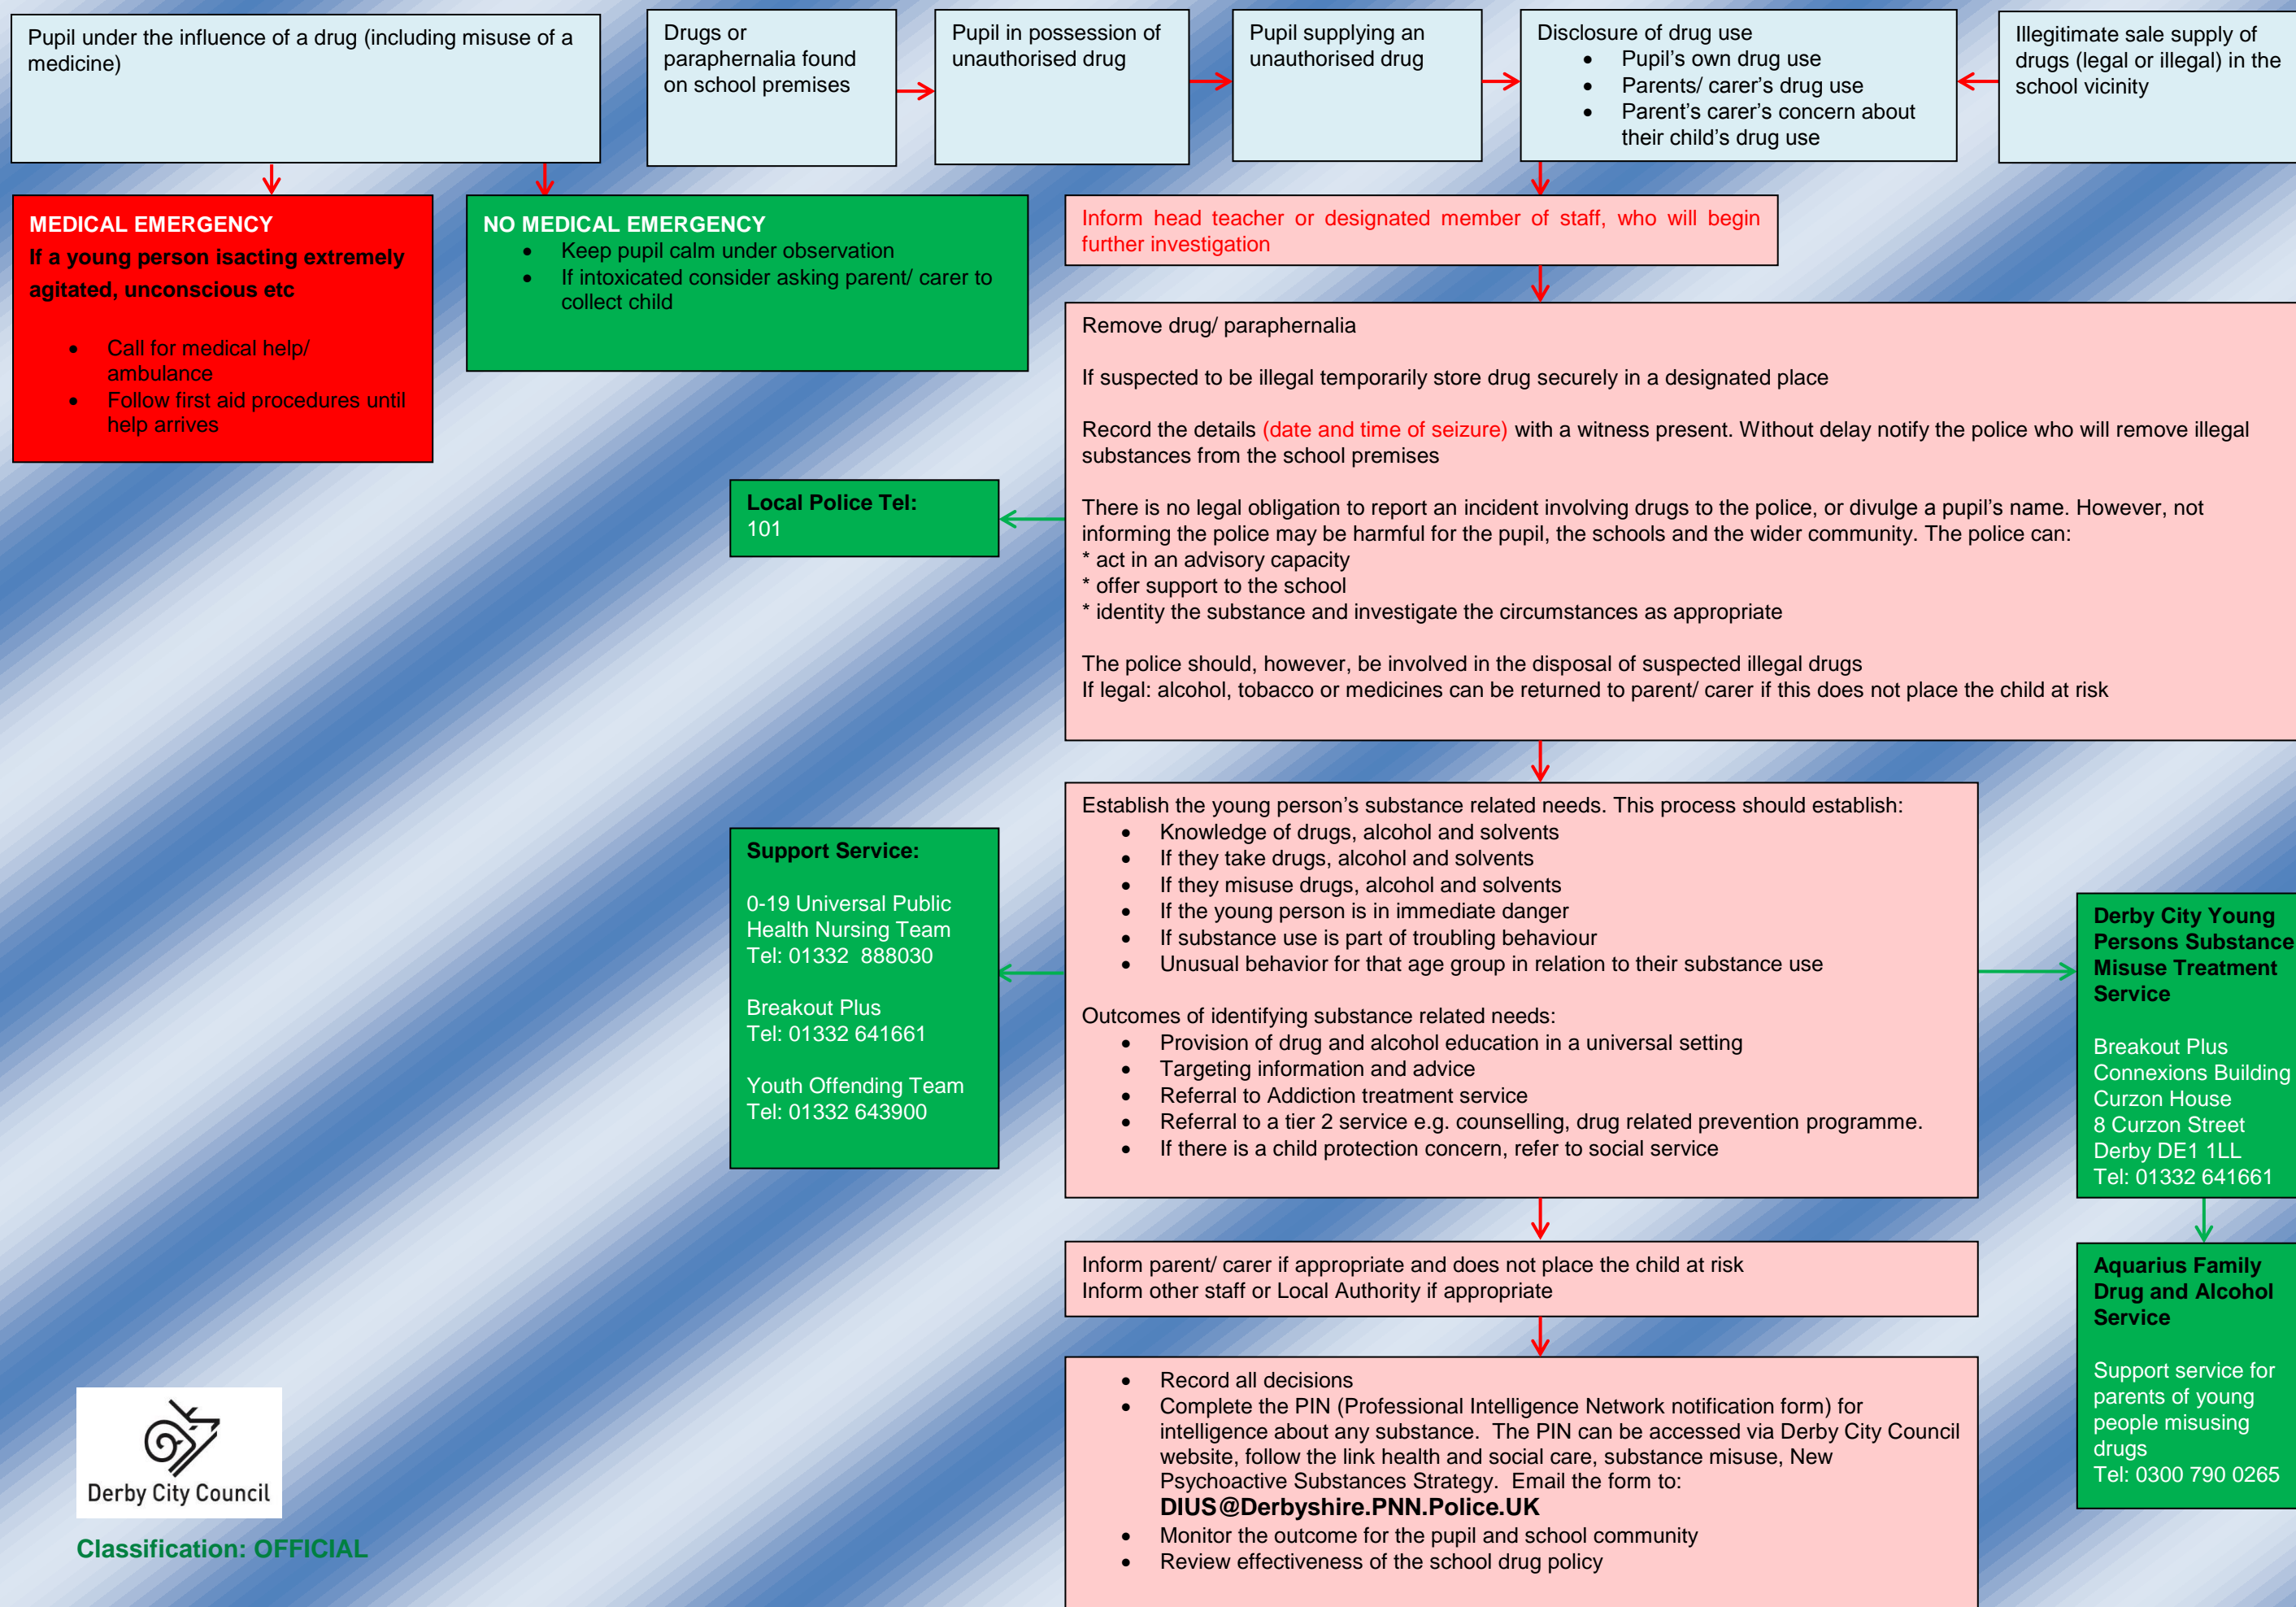 Pupil under the influence of a drug (including misuse of a
medicine)
Drugs or
paraphernalia found
on school premises
Pupil in possession of
unauthorised drug
Pupil supplying an
unauthorised drug
Disclosure of drug use
• Pupil's own drug use
• Parents/ carer's drug use
• Parent's carer's concern about
their child's drug use
Illegitimate sale supply of
drugs (legal or illegal) in the
school vicinity
MEDICAL EMERGENCY
If a young person isacting extremely
agitated, unconscious etc
• Call for medical help/
ambulance
• Follow first aid procedures until
help arrives
NO MEDICAL EMERGENCY
• Keep pupil calm under observation
• If intoxicated consider asking parent/ carer to
collect child
Inform head teacher or designated member of staff, who will begin
further investigation
Remove drug/ paraphernalia
If suspected to be illegal temporarily store drug securely in a designated place
Record the details (date and time of seizure) with a witness present. Without delay notify the police who will remove illegal
substances from the school premises
There is no legal obligation to report an incident involving drugs to the police, or divulge a pupil's name. However, not
informing the police may be harmful for the pupil, the schools and the wider community. The police can:
* act in an advisory capacity
* offer support to the school
* identity the substance and investigate the circumstances as appropriate
The police should, however, be involved in the disposal of suspected illegal drugs
If legal: alcohol, tobacco or medicines can be returned to parent/ carer if this does not place the child at risk
Local Police Tel:
101
Establish the young person's substance related needs. This process should establish:
• Knowledge of drugs, alcohol and solvents
• If they take drugs, alcohol and solvents
• If they misuse drugs, alcohol and solvents
• If the young person is in immediate danger
• If substance use is part of troubling behaviour
• Unusual behavior for that age group in relation to their substance use
Outcomes of identifying substance related needs:
• Provision of drug and alcohol education in a universal setting
• Targeting information and advice
• Referral to Addiction treatment service
• Referral to a tier 2 service e.g. counselling, drug related prevention programme.
• If there is a child protection concern, refer to social service
Support Service:
0-19 Universal Public
Health Nursing Team
Tel: 01332  888030
Breakout Plus
Tel: 01332 641661
Youth Offending Team
Tel: 01332 643900
Derby City Young
Persons Substance
Misuse Treatment
Service
Breakout Plus
Connexions Building
Curzon House
8 Curzon Street
Derby DE1 1LL
Tel: 01332 641661
Inform parent/ carer if appropriate and does not place the child at risk
Inform other staff or Local Authority if appropriate
Aquarius Family
Drug and Alcohol
Service
Support service for
parents of young
people misusing
drugs
Tel: 0300 790 0265
• Record all decisions
• Complete the PIN (Professional Intelligence Network notification form) for
intelligence about any substance.  The PIN can be accessed via Derby City Council
website, follow the link health and social care, substance misuse, New
Psychoactive Substances Strategy.  Email the form to:
DIUS@Derbyshire.PNN.Police.UK
• Monitor the outcome for the pupil and school community
• Review effectiveness of the school drug policy
Derby City Council
Classification: OFFICIAL